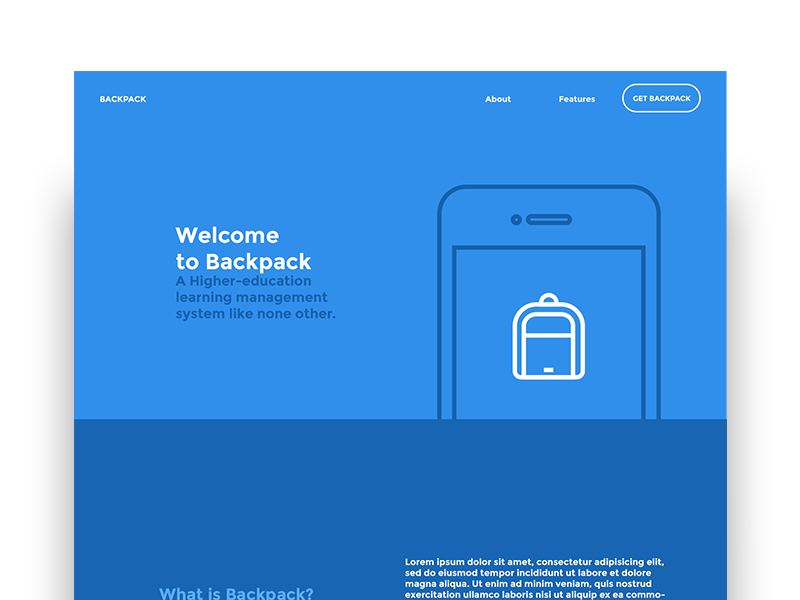 BACKPACK
About
Features
GET BACKPACK
Welcome
to Backpack
A Higher-education
learning management
system like none other.
What is Backpack?
Lorem ipsum dolor sit amet, consectetur adipisicing elit,
sed do eiusmod tempor incididunt ut labore et dolore
magna aliqua. Ut enim ad minim veniam, quis nostrud
exercitation ullamco laboris nisi ut aliquip ex ea commo-